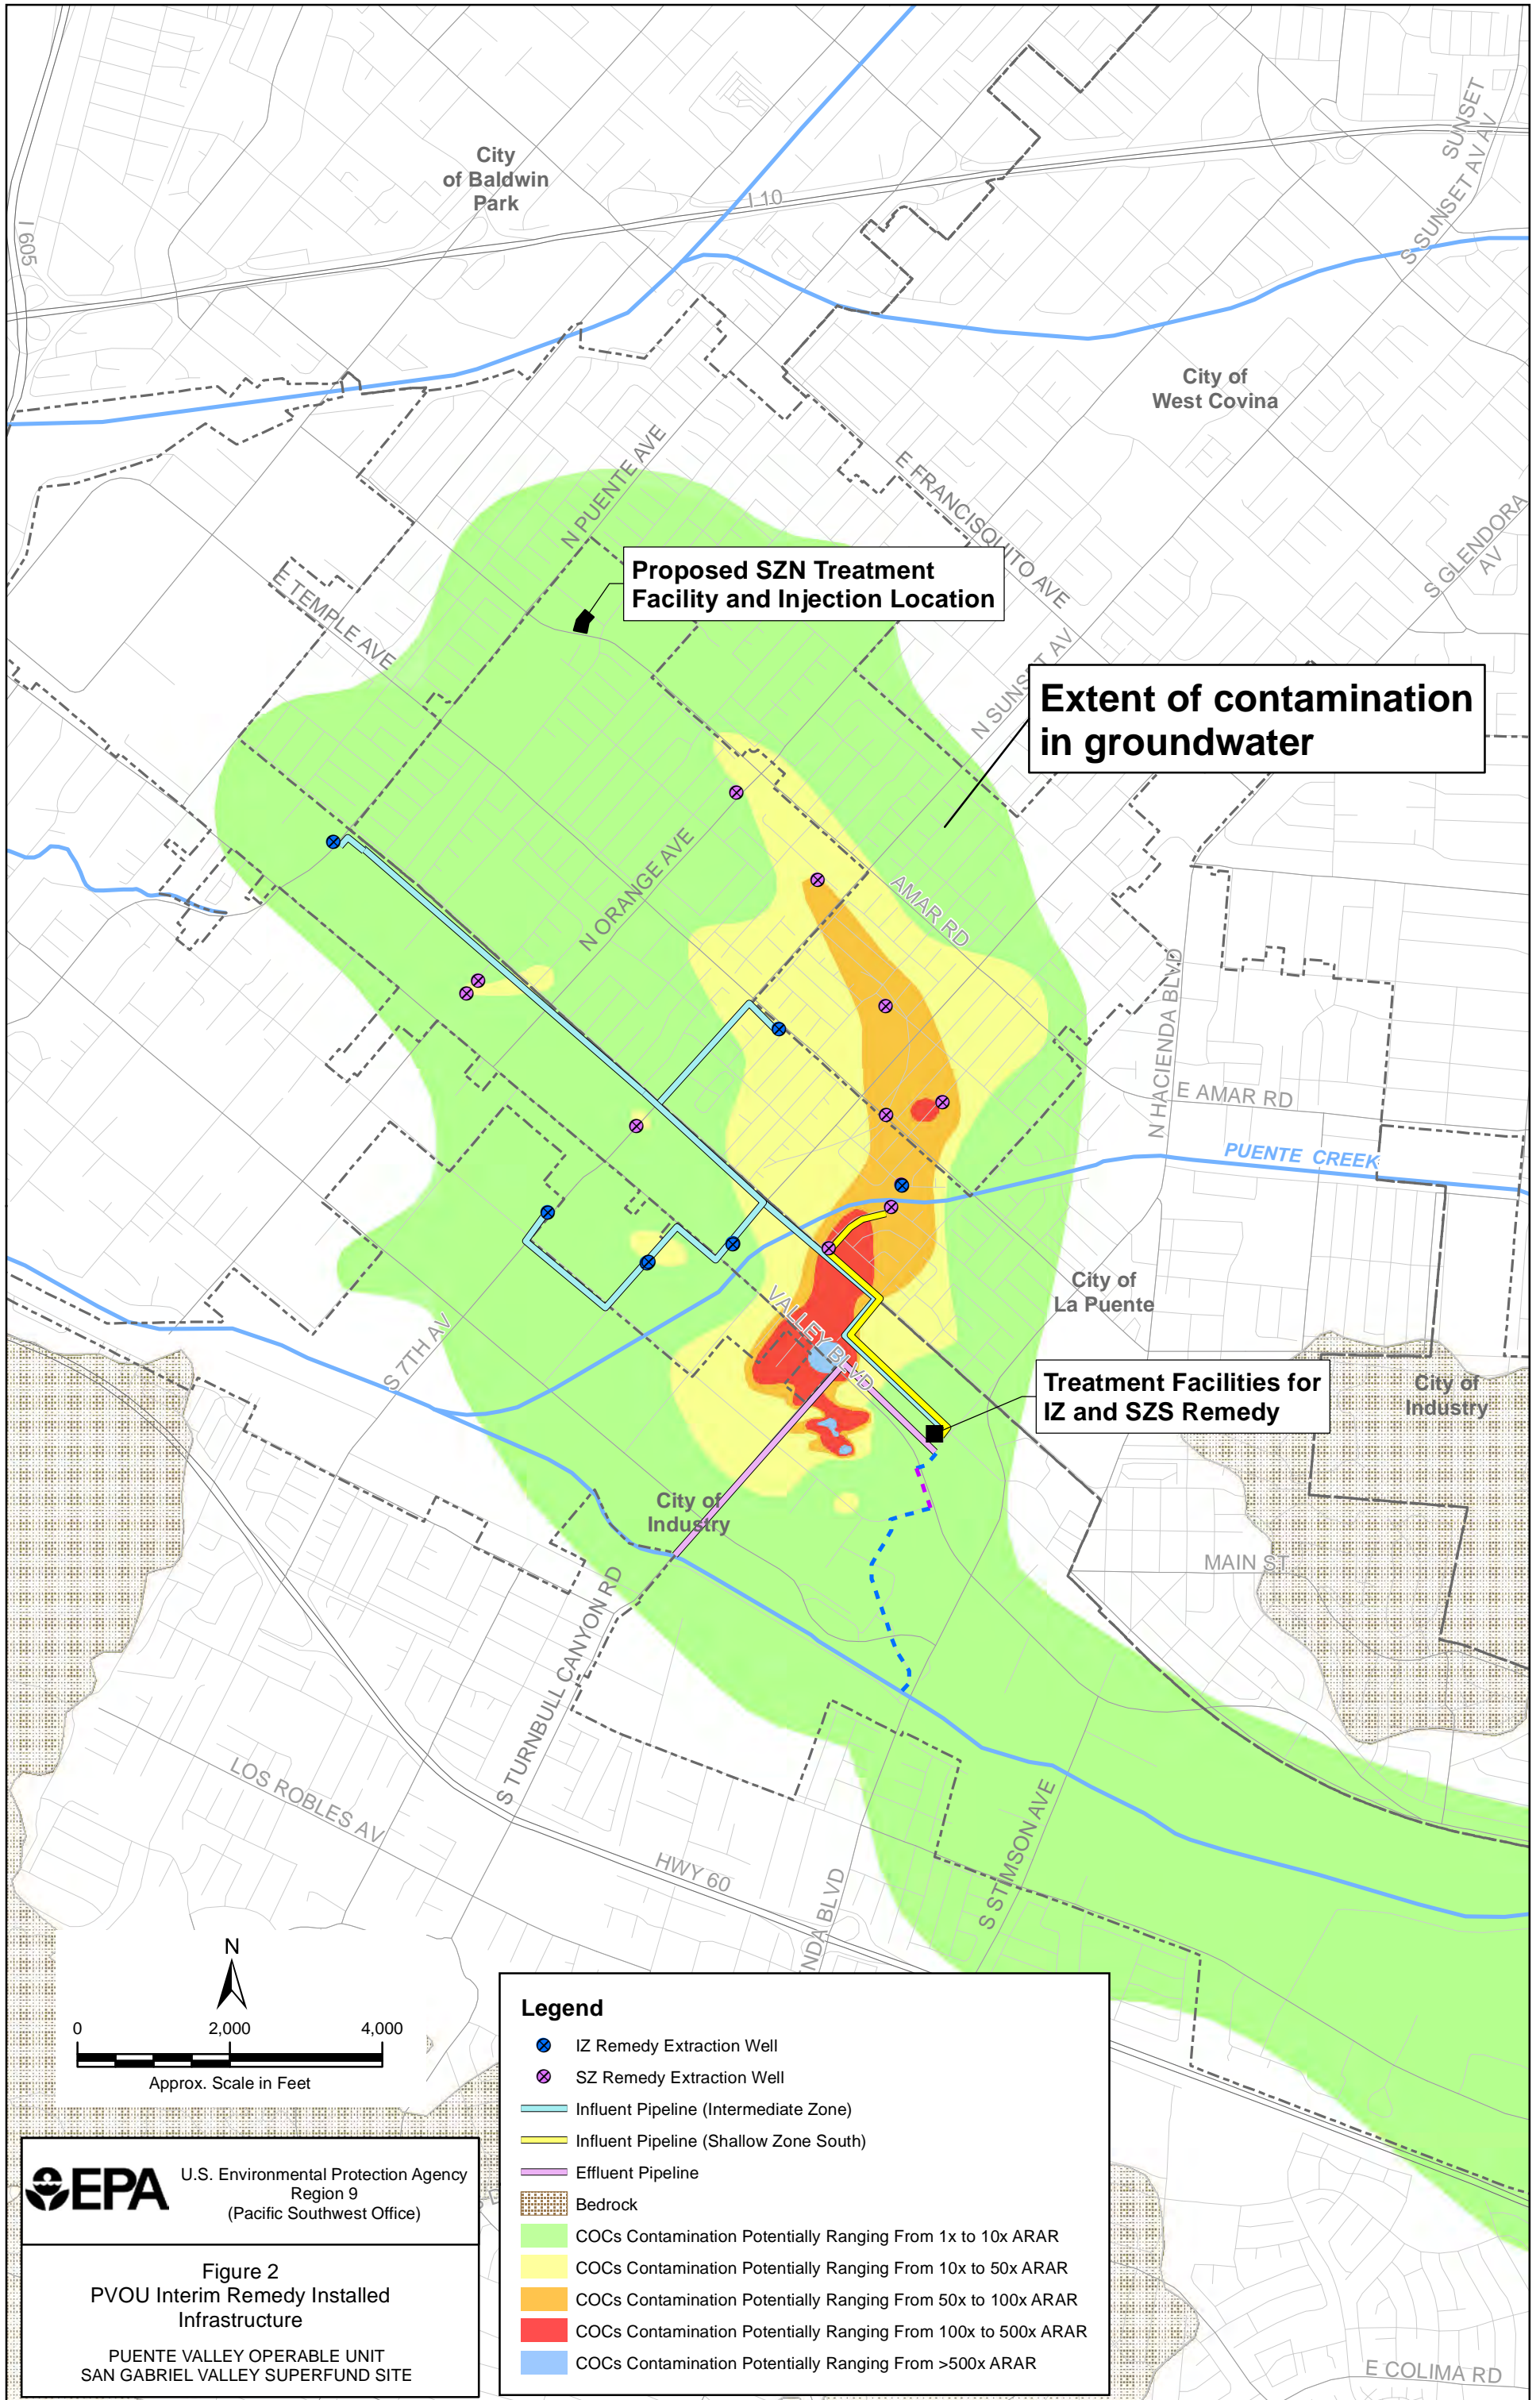 City
of Baldwin
Park
I 10
I 605
SUNSET
SUNSET AV AV
S SUNSET AV
City of
West Covina
N PUENTE AVE
E FRANCISQUITO AVE
S GLENDORA
AV
Proposed SZN Treatment
Facility and Injection Location
E TEMPLE AVE
N SUNSET AV
Extent of contamination
in groundwater
N ORANGE AVE
AMAR RD
N HACIENDA BLVD
E AMAR RD
PUENTE CREEK
City of
La Puente
VALLEY BLVD
S 7TH AV
Treatment Facilities for
IZ and SZS Remedy
City of
Industry
City of
Industry
MAIN ST
S TURNBULL CANYON RD
LOS ROBLES AV
HWY 60
NDA BLVD
S STIMSON AVE
N
0 2,000 4,000
Approx. Scale in Feet
EPA
U.S. Environmental Protection Agency
Region 9
(Pacific Southwest Office)
Figure 2
PVOU Interim Remedy Installed
Infrastructure
PUENTE VALLEY OPERABLE UNIT
SAN GABRIEL VALLEY SUPERFUND SITE
Legend
IZ Remedy Extraction Well
SZ Remedy Extraction Well
Influent Pipeline (Intermediate Zone)
Influent Pipeline (Shallow Zone South)
Effluent Pipeline
Bedrock
COCs Contamination Potentially Ranging From 1x to 10x ARAR
COCs Contamination Potentially Ranging From 10x to 50x ARAR
COCs Contamination Potentially Ranging From 50x to 100x ARAR
COCs Contamination Potentially Ranging From 100x to 500x ARAR
COCs Contamination Potentially Ranging From >500x ARAR
E COLIMA RD